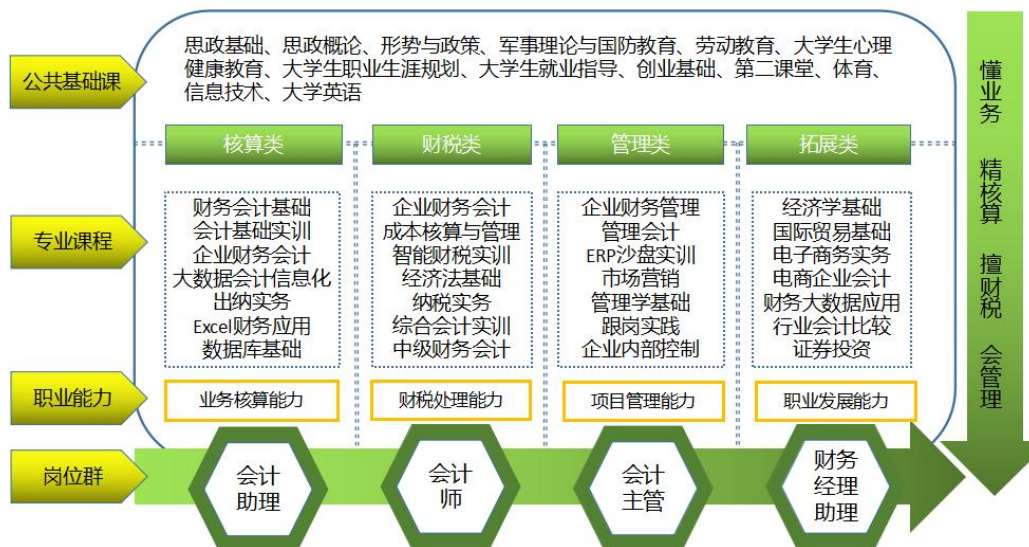 公共基础课
思政基础、思政概论、形势与政策、军事理论与国防教育、劳动教育、大学生心理
健康教育、大学生职业生涯规划、大学生就业指导、创业基础、第二课堂、体育、
信息技术、大学英语
专业课程
核算类
财务会计基础
会计基础实训
企业财务会计
大数据会计信息化
出纳实务
Excel财务应用
数据库基础
财税类
企业财务会计
成本核算与管理
智能财税实训
经济法基础
纳税实务
综合会计实训
中级财务会计
管理类
企业财务管理
管理会计
ERP沙盘实训
市场营销
管理学基础
跟岗实践
企业内部控制
拓展类
经济学基础
国际贸易基础
电子商务实务
电商企业会计
财务大数据应用
行业会计比较
证券投资
职业能力
业务核算能力
财税处理能力
项目管理能力
职业发展能力
岗位群
会计
助理
会计
师
会计
主管
财务
经理
助理
懂业务 精核算 擅财税 会管理